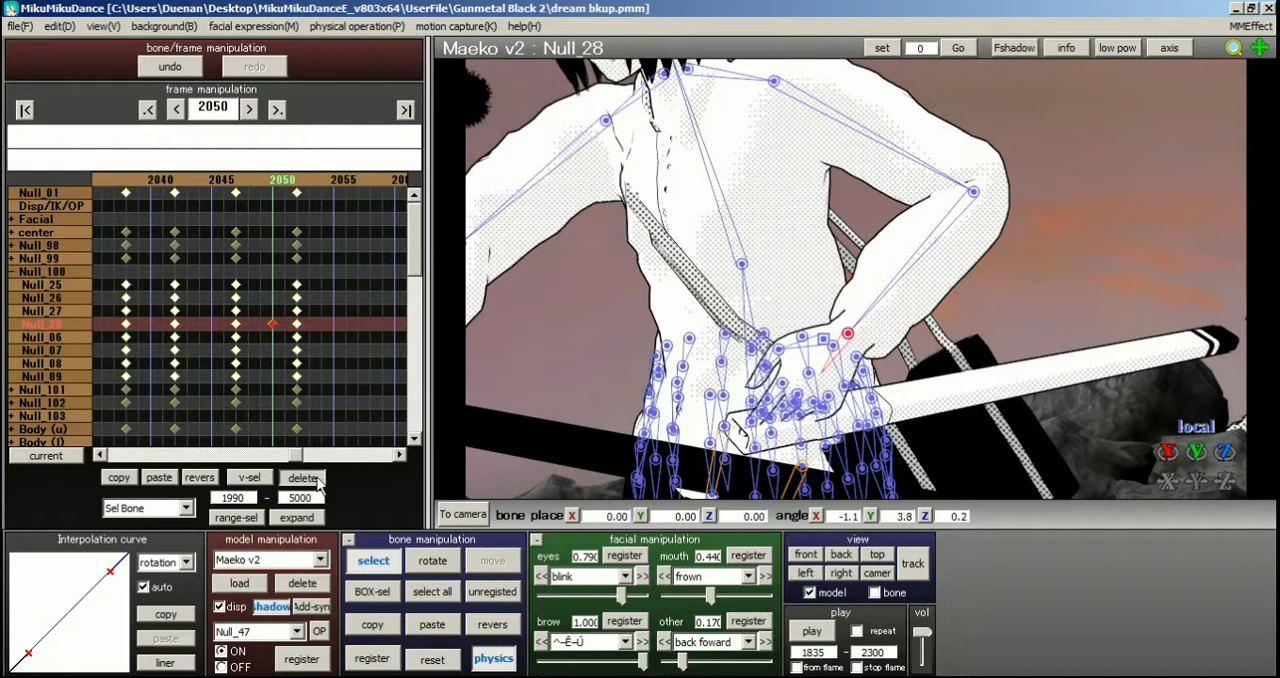 MikuMikuDance [C:\Users\Duenan\Desktop\MikuMikuDanceE_v803x64\UserFile\Gunmetal Black 2\dream bkup.pmm]
file(F) edit(D) view(V) background(B) facial expression(M) physical operation(P) motion capture(K) help(H) MMEffect
bone/frame manipulation
undo redo
frame manipulation
|< .< < 2050 > >. >|
2040 2045 2050 2055
Null_01
Disp/IK/OP
+ Facial
+ center
+ Null_98
+ Null_99
- Null_100
Null_25
Null_26
Null_27
Null_28
Null_06
Null_07
Null_08
Null_09
+ Null_101
+ Null_102
+ Null_103
+ Body (u)
Body (l)
current
copy paste revers v-sel delete
Sel Bone 1990 - 5000
range-sel expand
Maeko v2 : Null_28 set 0 Go Fshadow info low pow axis
local
X Y Z
X Y Z
To camera bone place X 0.00 Y 0.00 Z 0.00 angle X -1.1 Y 3.8 Z 0.2
Interpolation curve
rotation
auto
copy
paste
liner
model manipulation
Maeko v2
load delete
disp shadow Add-syn
Null_47 OP
ON
OFF
register
- bone manipulation
select rotate move
BOX-sel select all unregisted
copy paste revers
register reset physics
- facial manipulation
eyes 0.790 register mouth 0.440 register
<< blink >> << frown >>
brow 1.000 register other 0.170 register
<< ^–Ê–Ú >> << back foward >>
view
front back top
left right camer
track
model bone
play
play repeat
1835 - 2300
from flame stop flame
vol